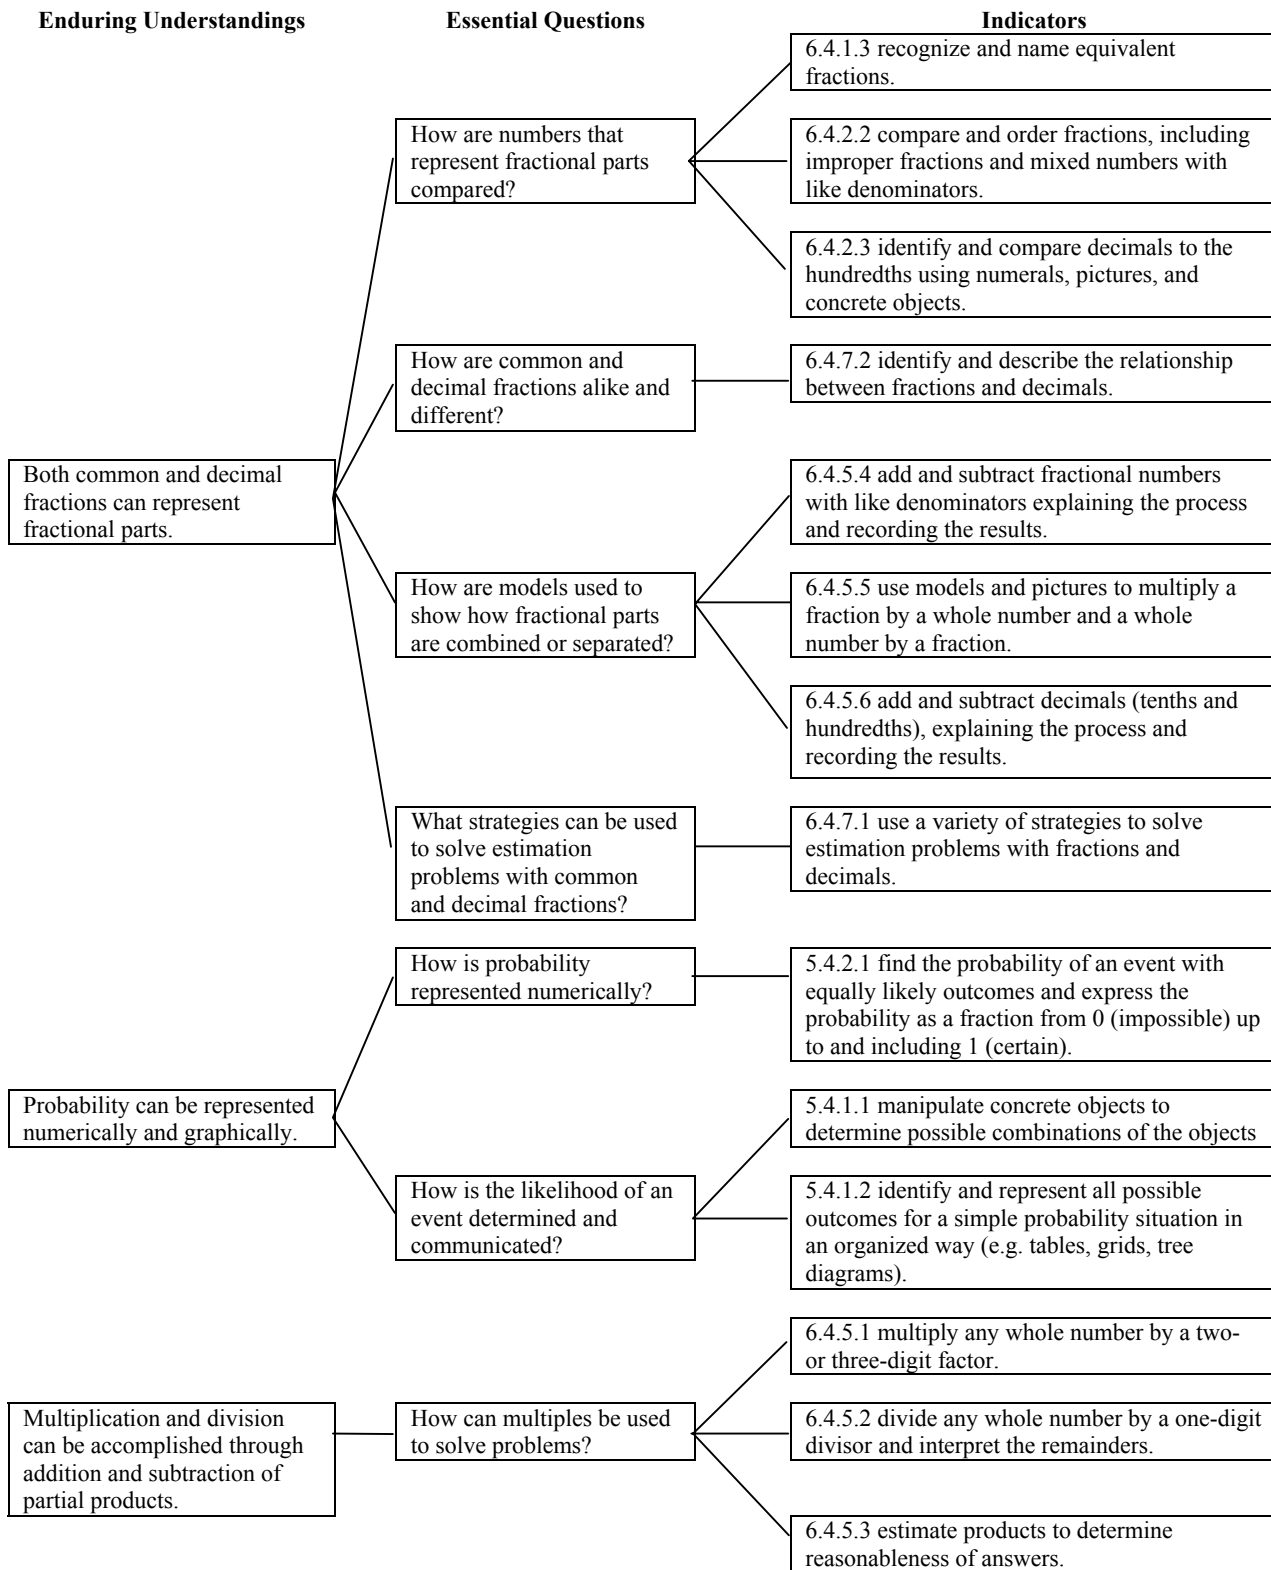 Enduring Understandings
Essential Questions
Indicators
6.4.1.3 recognize and name equivalent
fractions.
How are numbers that
represent fractional parts
compared?
6.4.2.2 compare and order fractions, including
improper fractions and mixed numbers with
like denominators.
6.4.2.3 identify and compare decimals to the
hundredths using numerals, pictures, and
concrete objects.
How are common and
decimal fractions alike and
different?
6.4.7.2 identify and describe the relationship
between fractions and decimals.
Both common and decimal
fractions can represent
fractional parts.
6.4.5.4 add and subtract fractional numbers
with like denominators explaining the process
and recording the results.
How are models used to
show how fractional parts
are combined or separated?
6.4.5.5 use models and pictures to multiply a
fraction by a whole number and a whole
number by a fraction.
6.4.5.6 add and subtract decimals (tenths and
hundredths), explaining the process and
recording the results.
What strategies can be used
to solve estimation
problems with common
and decimal fractions?
6.4.7.1 use a variety of strategies to solve
estimation problems with fractions and
decimals.
How is probability
represented numerically?
5.4.2.1 find the probability of an event with
equally likely outcomes and express the
probability as a fraction from 0 (impossible) up
to and including 1 (certain).
Probability can be represented
numerically and graphically.
5.4.1.1 manipulate concrete objects to
determine possible combinations of the objects
How is the likelihood of an
event determined and
communicated?
5.4.1.2 identify and represent all possible
outcomes for a simple probability situation in
an organized way (e.g. tables, grids, tree
diagrams).
6.4.5.1 multiply any whole number by a two-
or three-digit factor.
Multiplication and division
can be accomplished through
addition and subtraction of
partial products.
How can multiples be used
to solve problems?
6.4.5.2 divide any whole number by a one-digit
divisor and interpret the remainders.
6.4.5.3 estimate products to determine
reasonableness of answers.